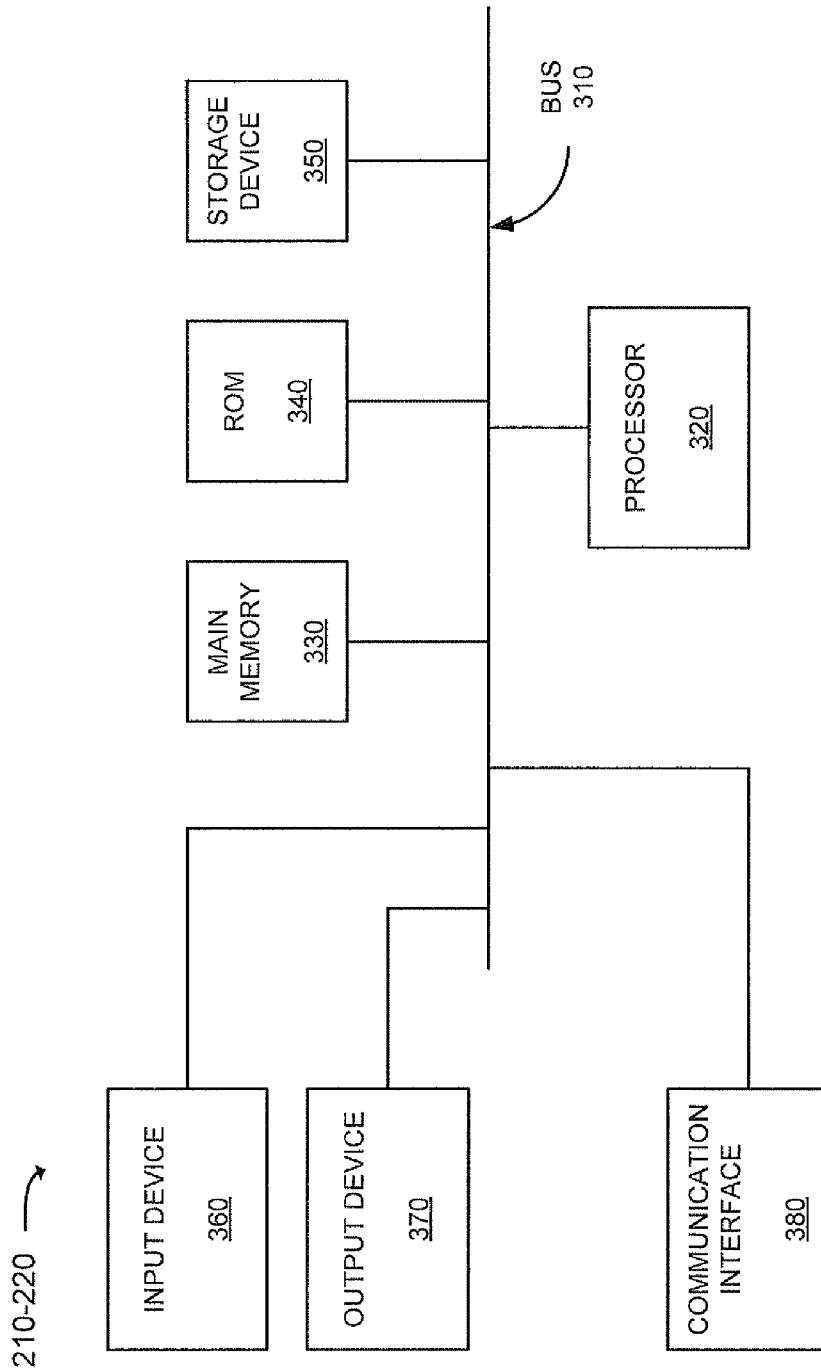 210-220
INPUT DEVICE
360
OUTPUT DEVICE
370
COMMUNICATION
INTERFACE
380
MAIN
MEMORY
330
ROM
340
STORAGE
DEVICE
350
PROCESSOR
320
BUS
310